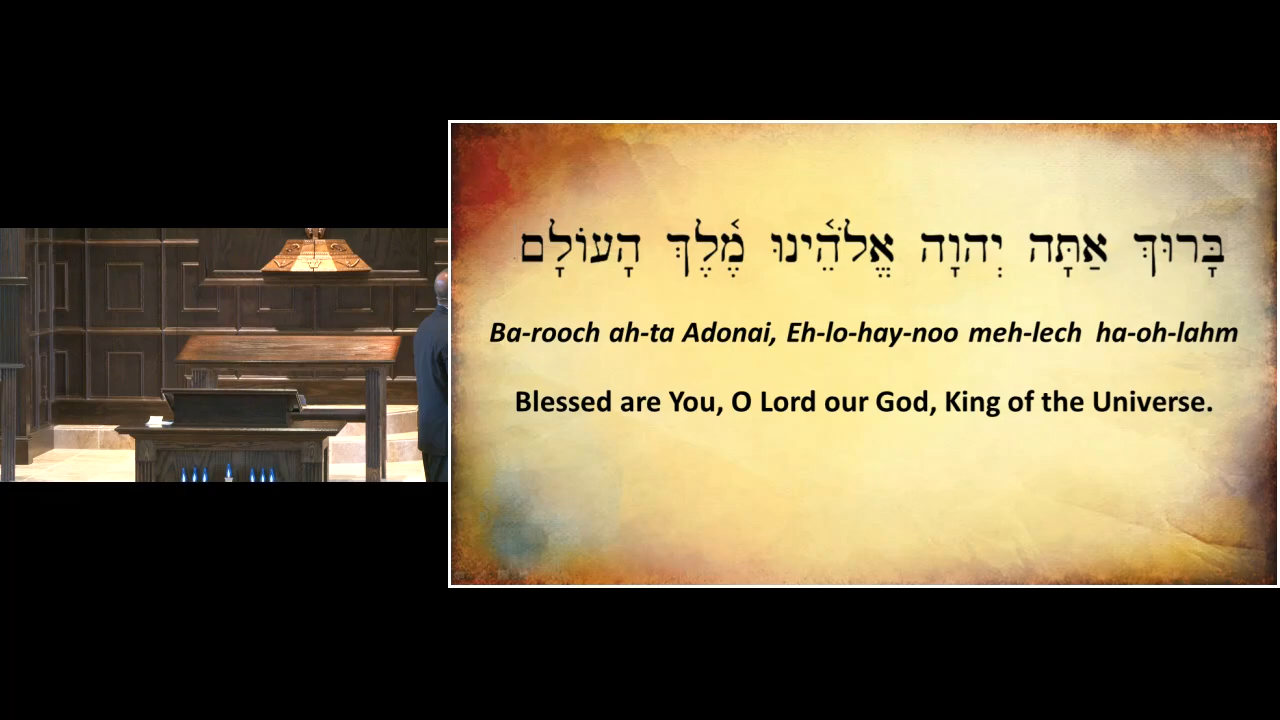 בָּרוּךְ אַתָּה יְהוָה אֱלֹהֵ֫ינוּ מֶ֫לֶךְ הָעוֹלָם
Ba-rooch ah-ta Adonai, Eh-lo-hay-noo meh-lech ha-oh-lahm
Blessed are You, O Lord our God, King of the Universe.